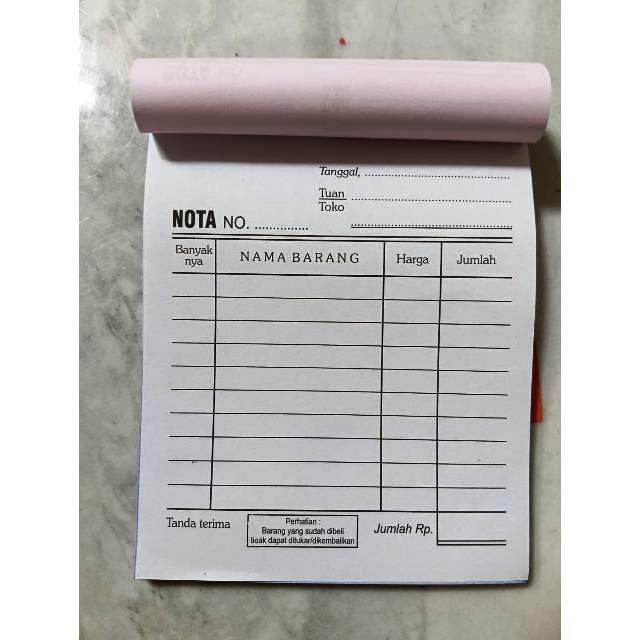 Tanggal, ........................................
Tuan ............................................
Toko ............................................
NOTA NO. ...............
Banyak nya NAMA BARANG Harga Jumlah
Tanda terima
Perhatian :
Barang yang sudah dibeli
tidak dapat ditukar/dikembalikan
Jumlah Rp.